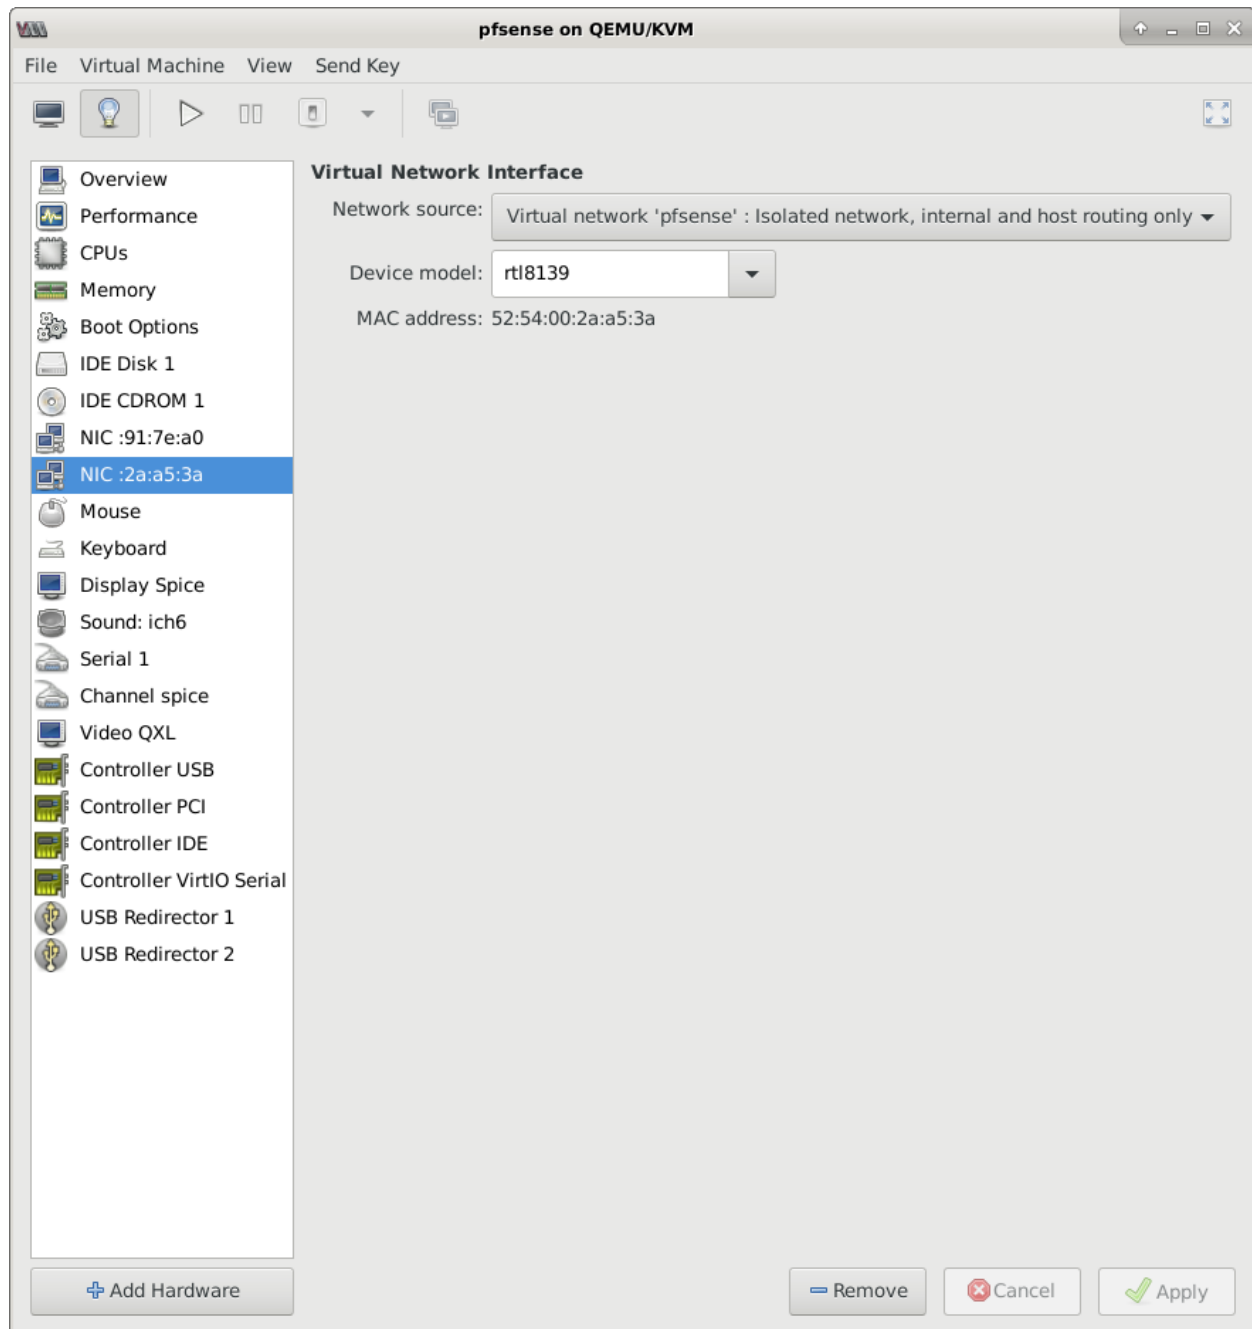 pfsense on QEMU/KVM
File Virtual Machine View Send Key
Overview
Performance
CPUs
Memory
Boot Options
IDE Disk 1
IDE CDROM 1
NIC :91:7e:a0
NIC :2a:a5:3a
Mouse
Keyboard
Display Spice
Sound: ich6
Serial 1
Channel spice
Video QXL
Controller USB
Controller PCI
Controller IDE
Controller VirtIO Serial
USB Redirector 1
USB Redirector 2
Add Hardware
Virtual Network Interface
Network source: Virtual network 'pfsense' : Isolated network, internal and host routing only
Device model: rtl8139
MAC address: 52:54:00:2a:a5:3a
Remove Cancel Apply